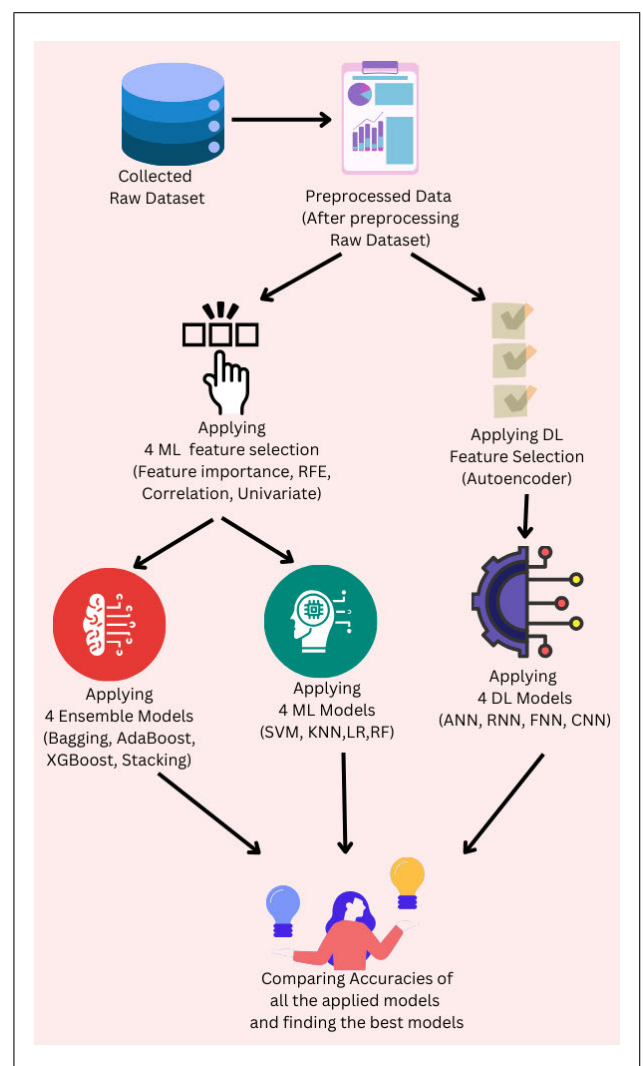 Collected
Raw Dataset
Preprocessed Data
(After preprocessing
Raw Dataset)
Applying
4 ML feature selection
(Feature importance, RFE,
Correlation, Univariate)
Applying DL
Feature Selection
(Autoencoder)
Applying
4 Ensemble Models
(Bagging, AdaBoost,
XGBoost, Stacking)
Applying
4 ML Models
(SVM, KNN,LR,RF)
Applying
4 DL Models
(ANN, RNN, FNN, CNN)
Comparing Accuracies of
all the applied models
and finding the best models